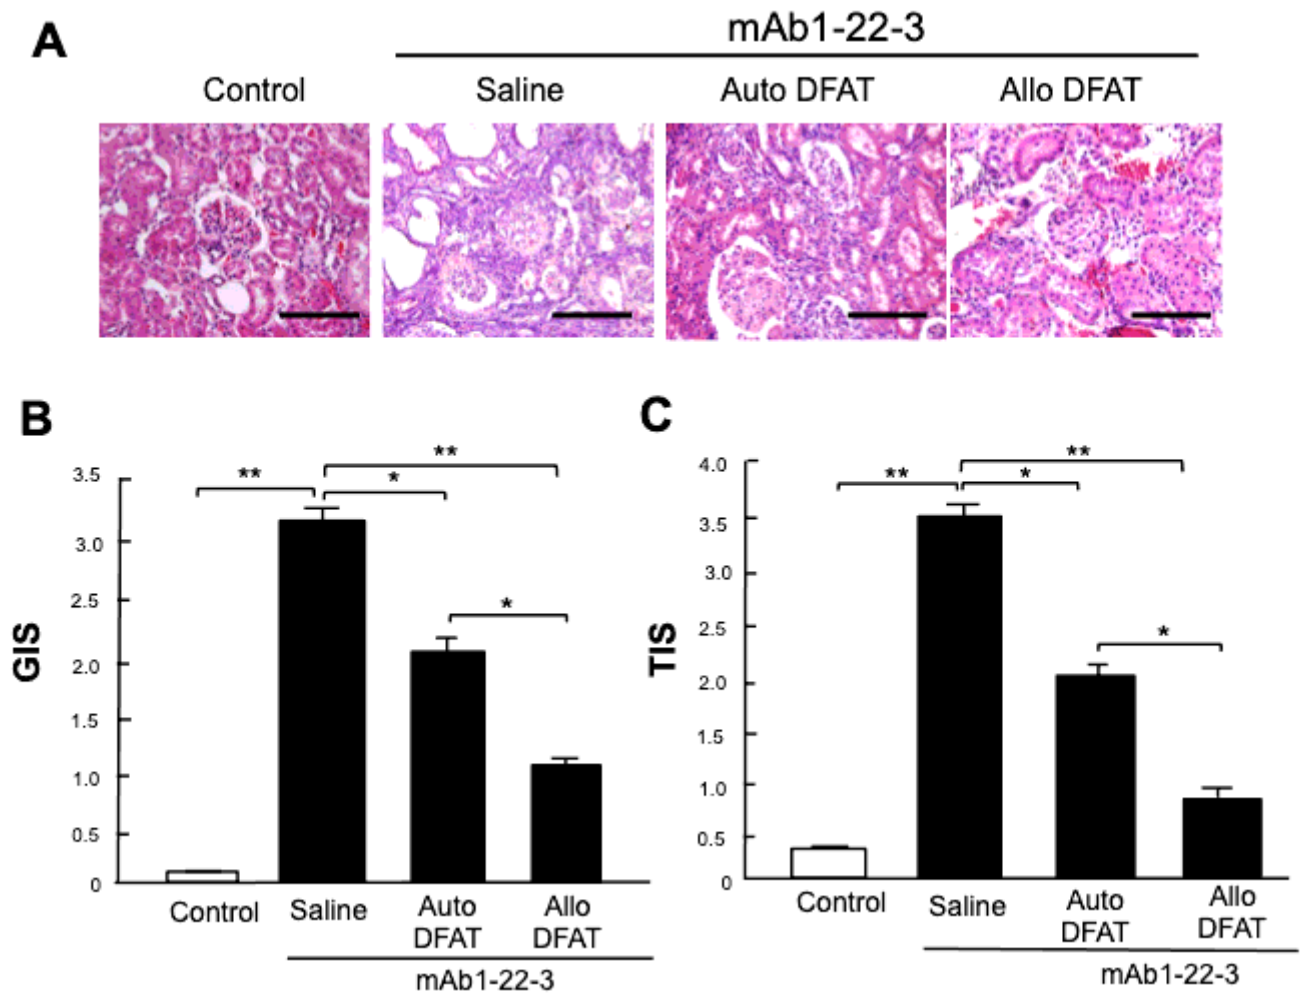 A
mAb1-22-3
Control
Saline
Auto DFAT
Allo DFAT
B
3.5
3.0
2.5
2.0
1.5
1.0
0.5
0
GIS
**
*
**
*
Control
Saline
Auto
DFAT
Allo
DFAT
mAb1-22-3
C
4.0
3.5
3.0
2.5
2.0
1.5
1.0
0.5
0
TIS
**
*
**
*
Control
Saline
Auto
DFAT
Allo
DFAT
mAb1-22-3